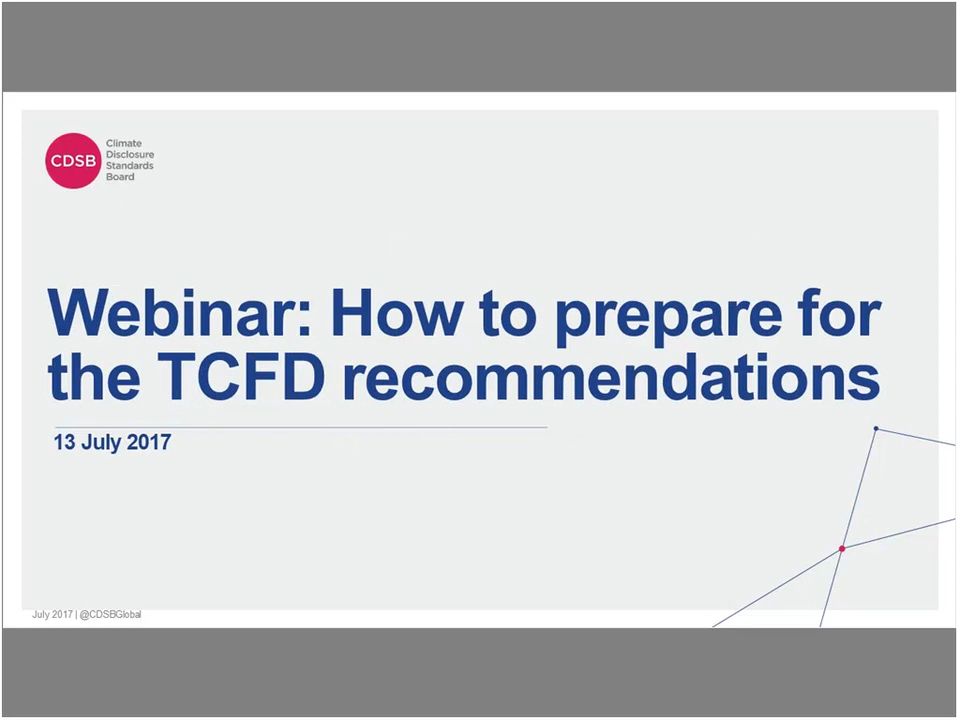 CDSB
Climate
Disclosure
Standards
Board
Webinar: How to prepare for
the TCFD recommendations
13 July 2017
July 2017 | @CDSBGlobal